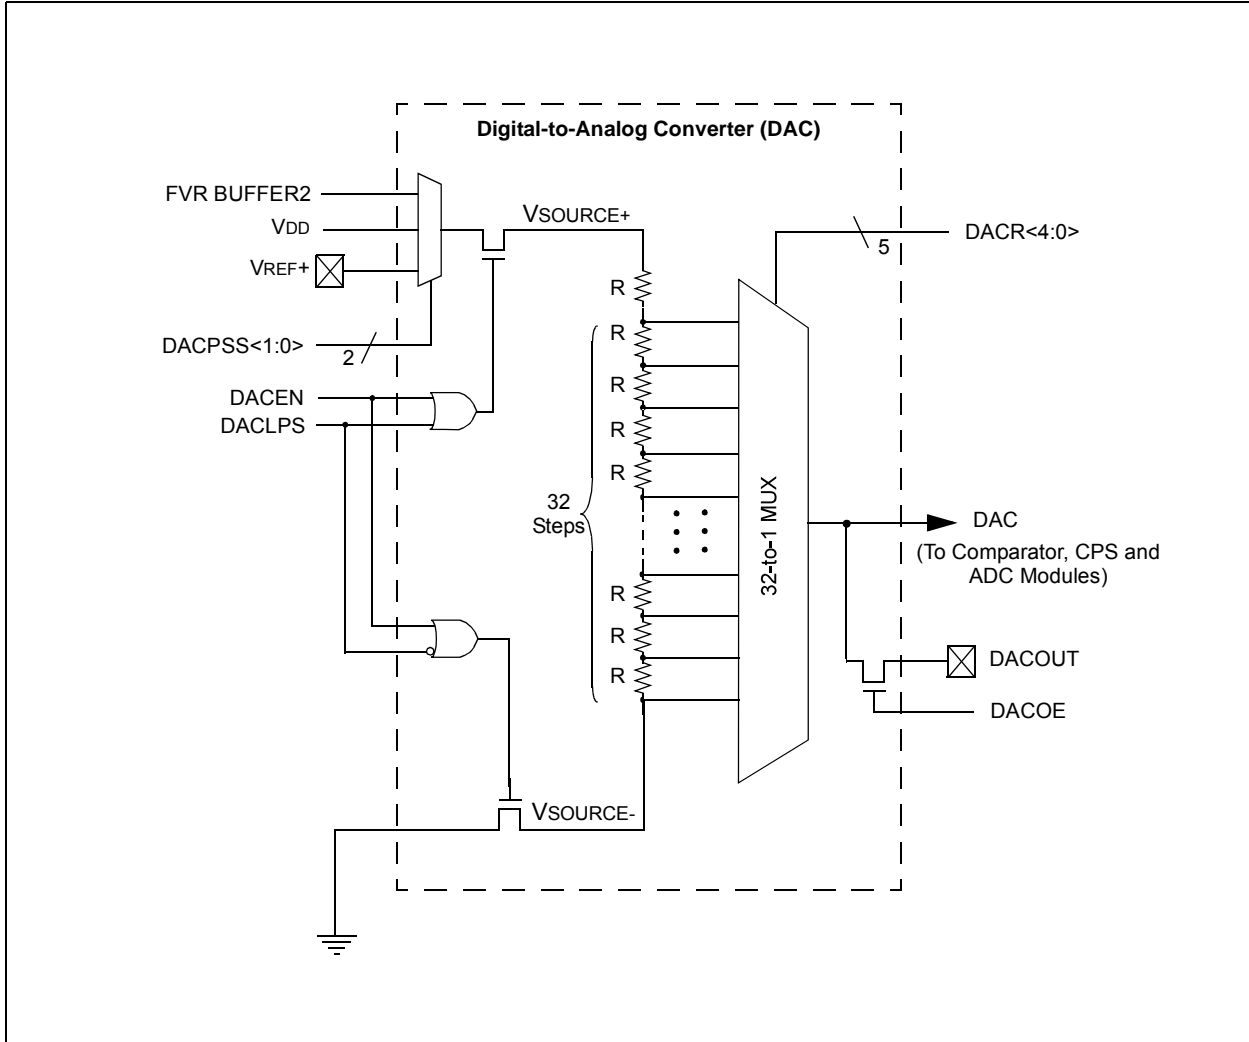 Digital-to-Analog Converter (DAC)
FVR BUFFER2
VDD
VREF+
DACPSS<1:0>
2
DACEN
DACLPS
VSOURCE+
R
R
R
R
R
32
Steps
R
R
R
VSOURCE-
32-to-1 MUX
5
DACR<4:0>
DAC
(To Comparator, CPS and
ADC Modules)
DACOUT
DACOE